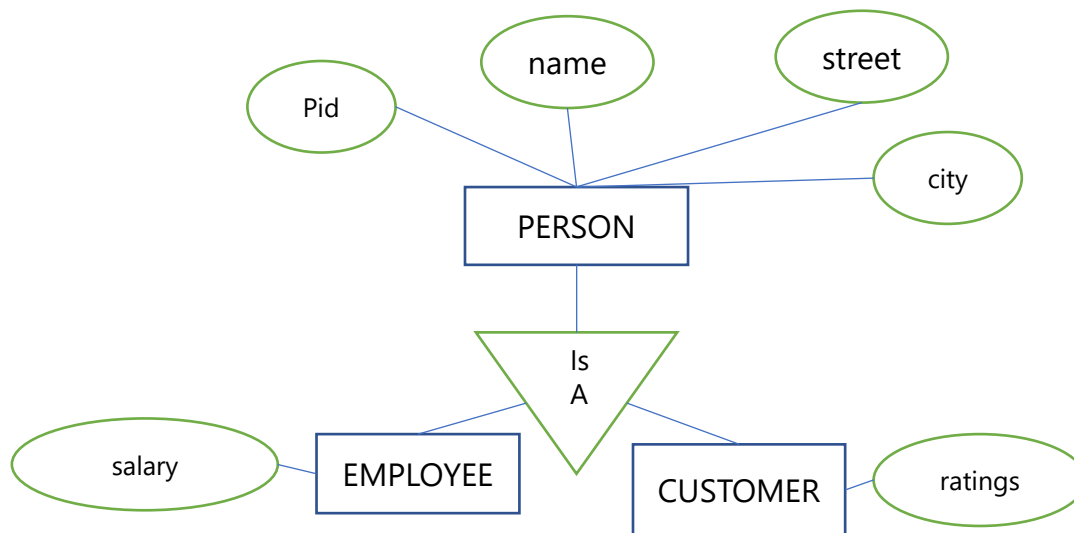 name
street
Pid
city
PERSON
Is
A
salary
EMPLOYEE
CUSTOMER
ratings